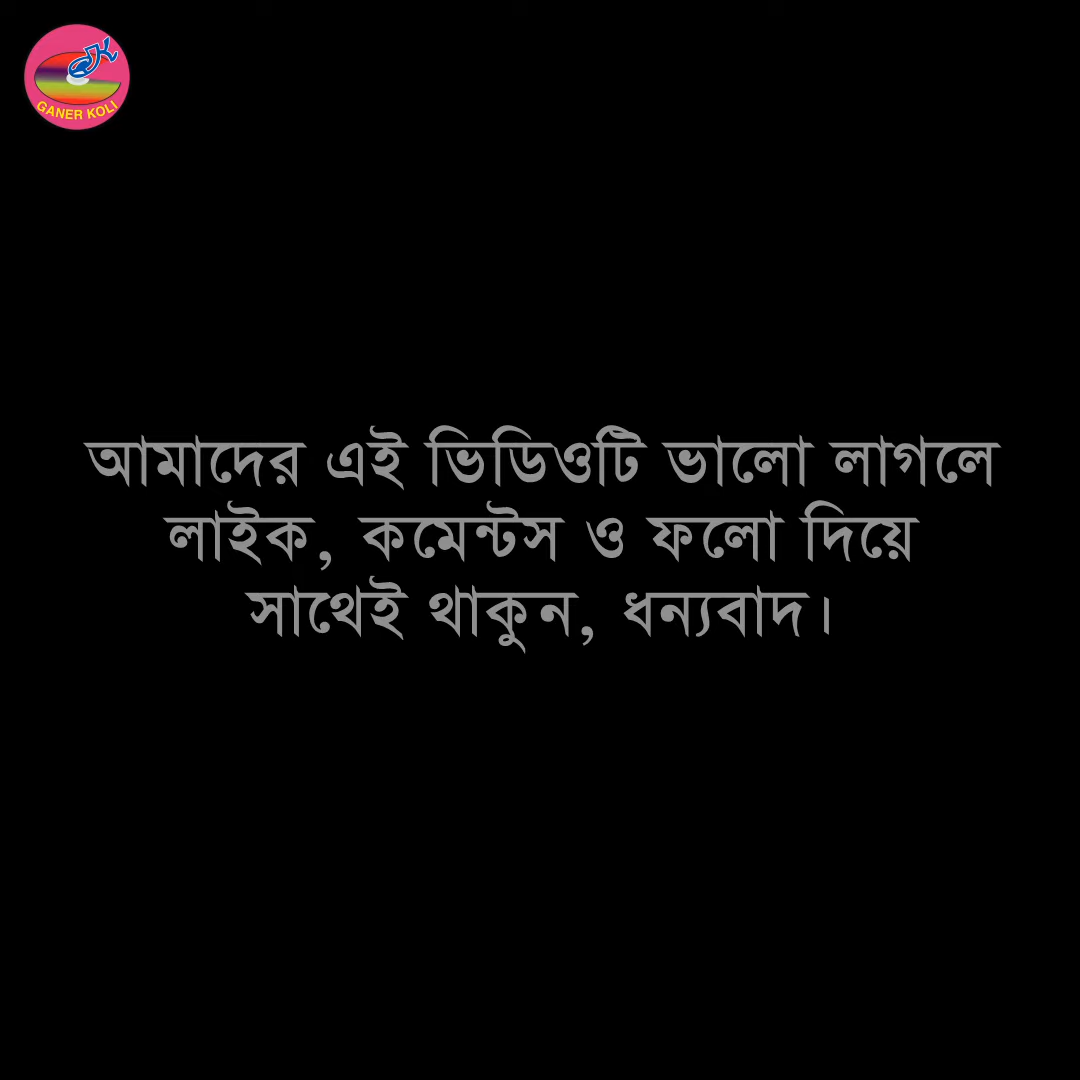 GANER KOLI
আমাদের এই ভিডিওটি ভালো লাগলে
লাইক, কমেন্টস ও ফলো দিয়ে
সাথেই থাকুন, ধন্যবাদ।